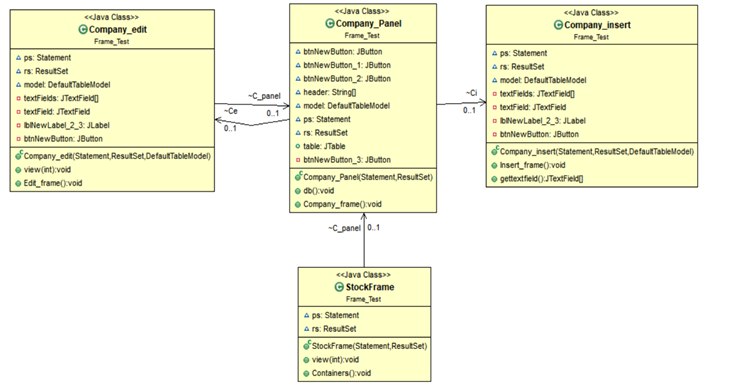 <<Java Class>>
Company_edit
Frame_Test
ps: Statement
rs: ResultSet
model: DefaultTableModel
textFields: JTextField[]
textField: JTextField
lblNewLabel_2_3: JLabel
btnNewButton: JButton
Company_edit(Statement,ResultSet,DefaultTableModel)
view(int):void
Edit_frame():void
~C_panel
0..1
~Ce
0..1
<<Java Class>>
Company_Panel
Frame_Test
btnNewButton: JButton
btnNewButton_1: JButton
btnNewButton_2: JButton
header: String[]
model: DefaultTableModel
ps: Statement
rs: ResultSet
table: JTable
btnNewButton_3: JButton
Company_Panel(Statement,ResultSet)
db():void
Company_frame():void
~Ci
0..1
<<Java Class>>
Company_insert
Frame_Test
ps: Statement
rs: ResultSet
model: DefaultTableModel
textFields: JTextField[]
textField: JTextField
lblNewLabel_2_3: JLabel
btnNewButton: JButton
Company_insert(Statement,ResultSet,DefaultTableModel)
Insert_frame():void
gettextfield():JTextField[]
~C_panel
0..1
<<Java Class>>
StockFrame
Frame_Test
ps: Statement
rs: ResultSet
StockFrame(Statement,ResultSet)
view(int):void
Containers():void